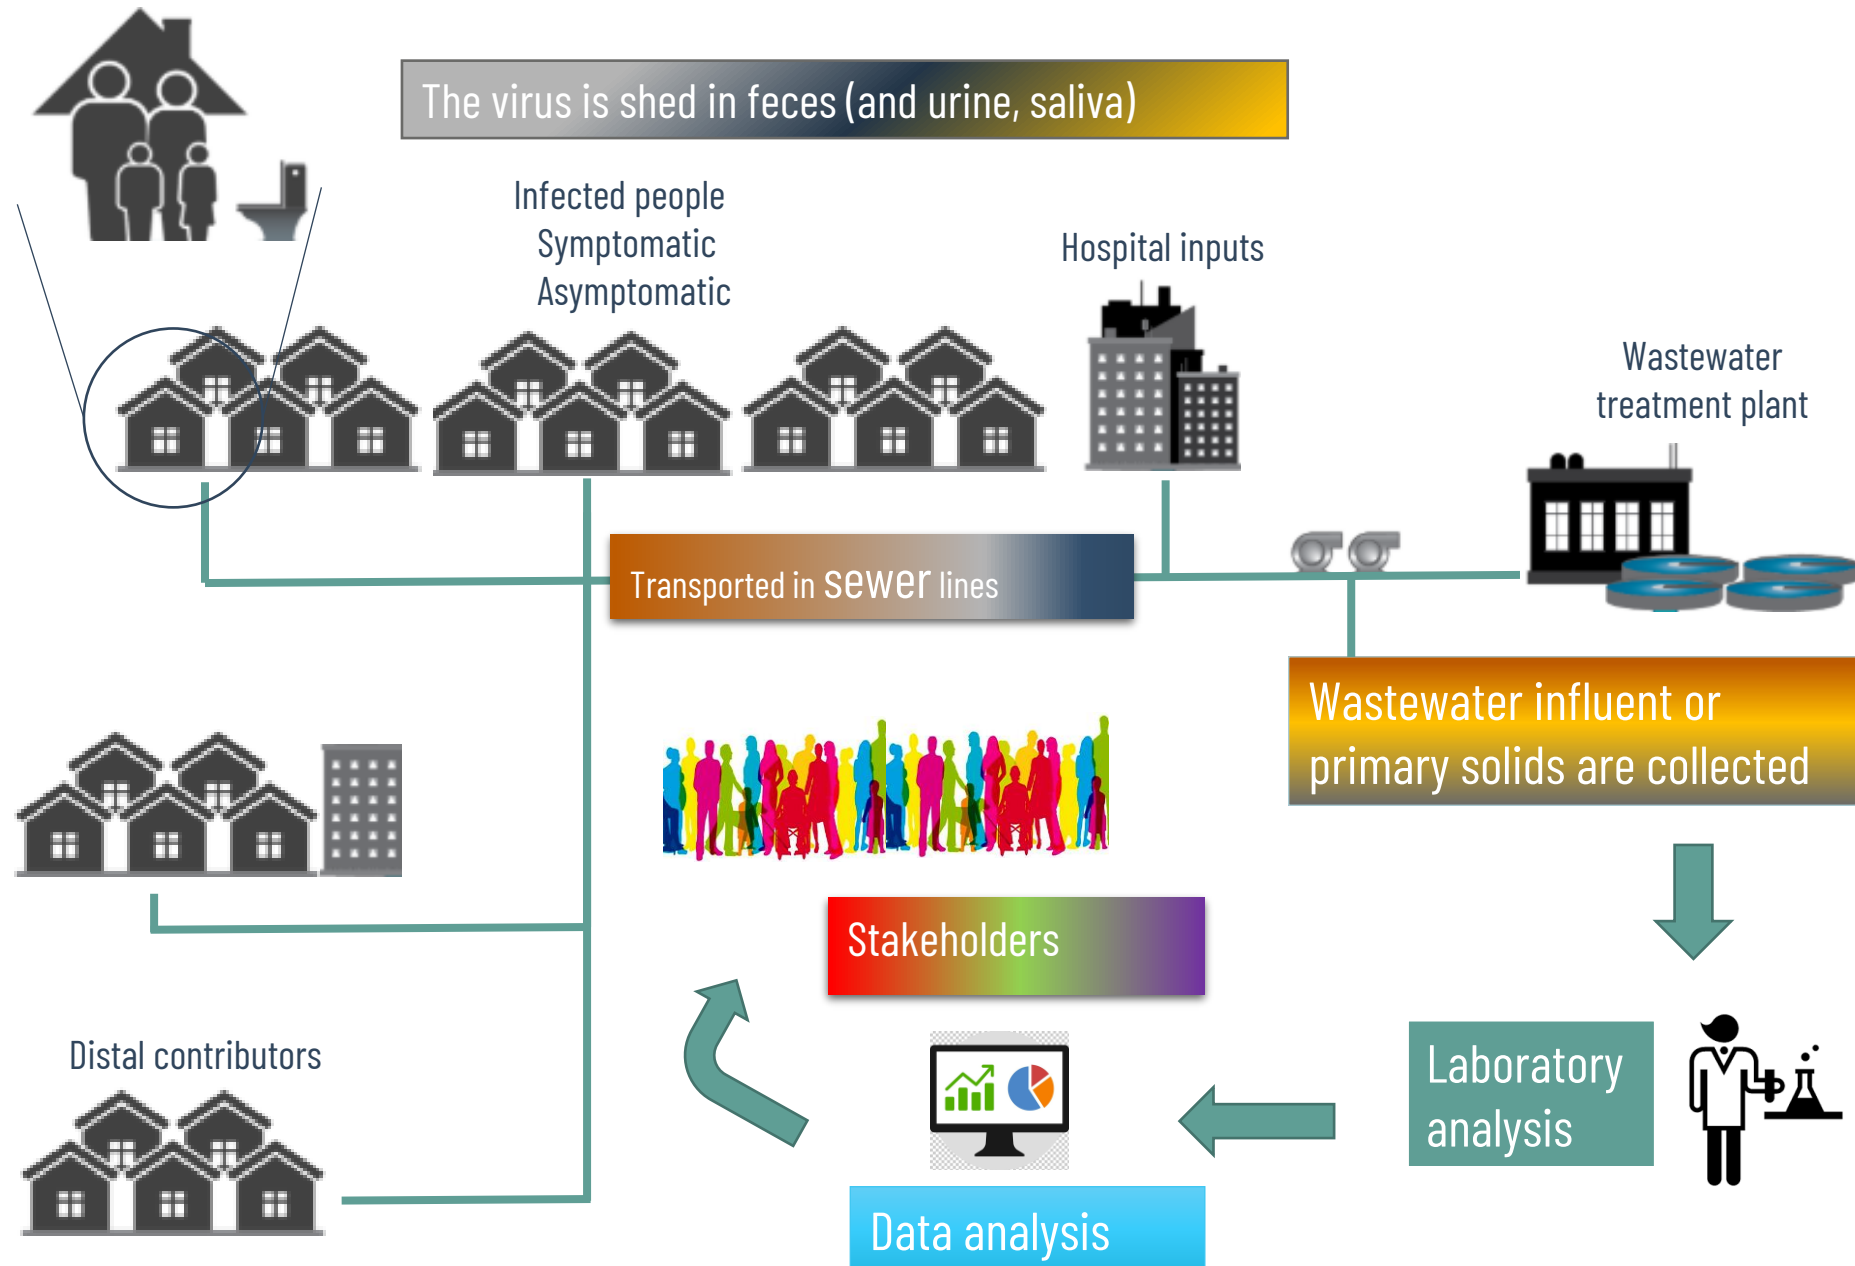 The virus is shed in feces (and urine, saliva)
Infected people
Symptomatic
Asymptomatic
Hospital inputs
Wastewater
treatment plant
Transported in sewer lines
Wastewater influent or
primary solids are collected
Stakeholders
Distal contributors
Laboratory
analysis
Data analysis